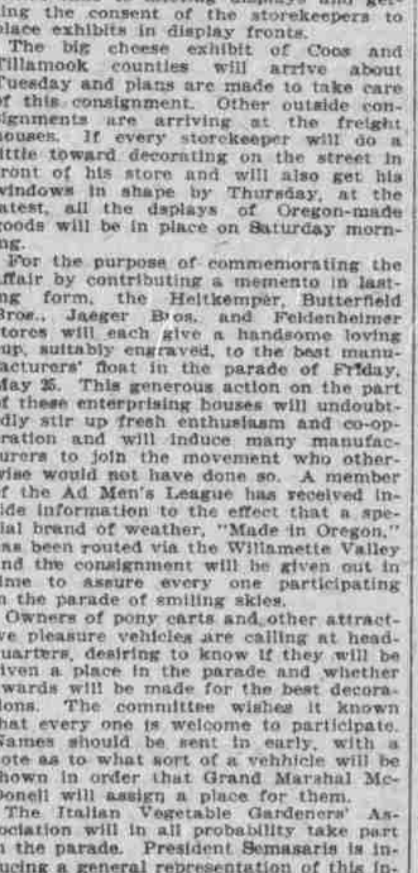 ing the consent of the storekeepers to
place exhibits in display fronts.
The big cheese exhibit of Coos and
Tillamook counties will arrive about
Tuesday and plans are made to take care
of this consignment. Other outside con-
signments are arriving at the freight
houses. If every storekeeper will do a
little toward decorating on the street in
front of his store and will also get his
windows in shape by Thursday, at the
latest, all the dsplays of Oregon-made
goods will be in place on Saturday morn-
ing.
For the purpose of commemorating the
affair by contributing a memento in last-
ing form, the Heitkemper, Butterfield
Bros., Jaeger Bros. and Feldenheimer
stores will each give a handsome loving
cup, suitably engraved, to the best manu-
facturers' float in the parade of Friday,
May 25. This generous action on the part
of these enterprising houses will undoubt-
edly stir up fresh enthusiasm and co-op-
eration and will induce many manufac-
turers to join the movement who other-
wise would not have done so. A member
of the Ad Men's League has received in-
side information to the effect that a spe-
cial brand of weather, "Made in Oregon,"
has been routed via the Willamette Valley
and the consignment will be given out in
time to assure every one participating
in the parade of smiling skies.
Owners of pony carts and other attract-
ive pleasure vehicles are calling at head-
quarters, desiring to know if they will be
given a place in the parade and whether
awards will be made for the best decora-
tions. The committee wishes it known
that every one is welcome to participate.
Names should be sent in early, with a
note as to what sort of a vehhicle will be
shown in order that Grand Marshal Mc-
Donell will assign a place for them.
The Italian Vegetable Gardeners' As-
sociation will in all probability take part
in the parade. President Semasaris is in-
ducing a general representation of this in-